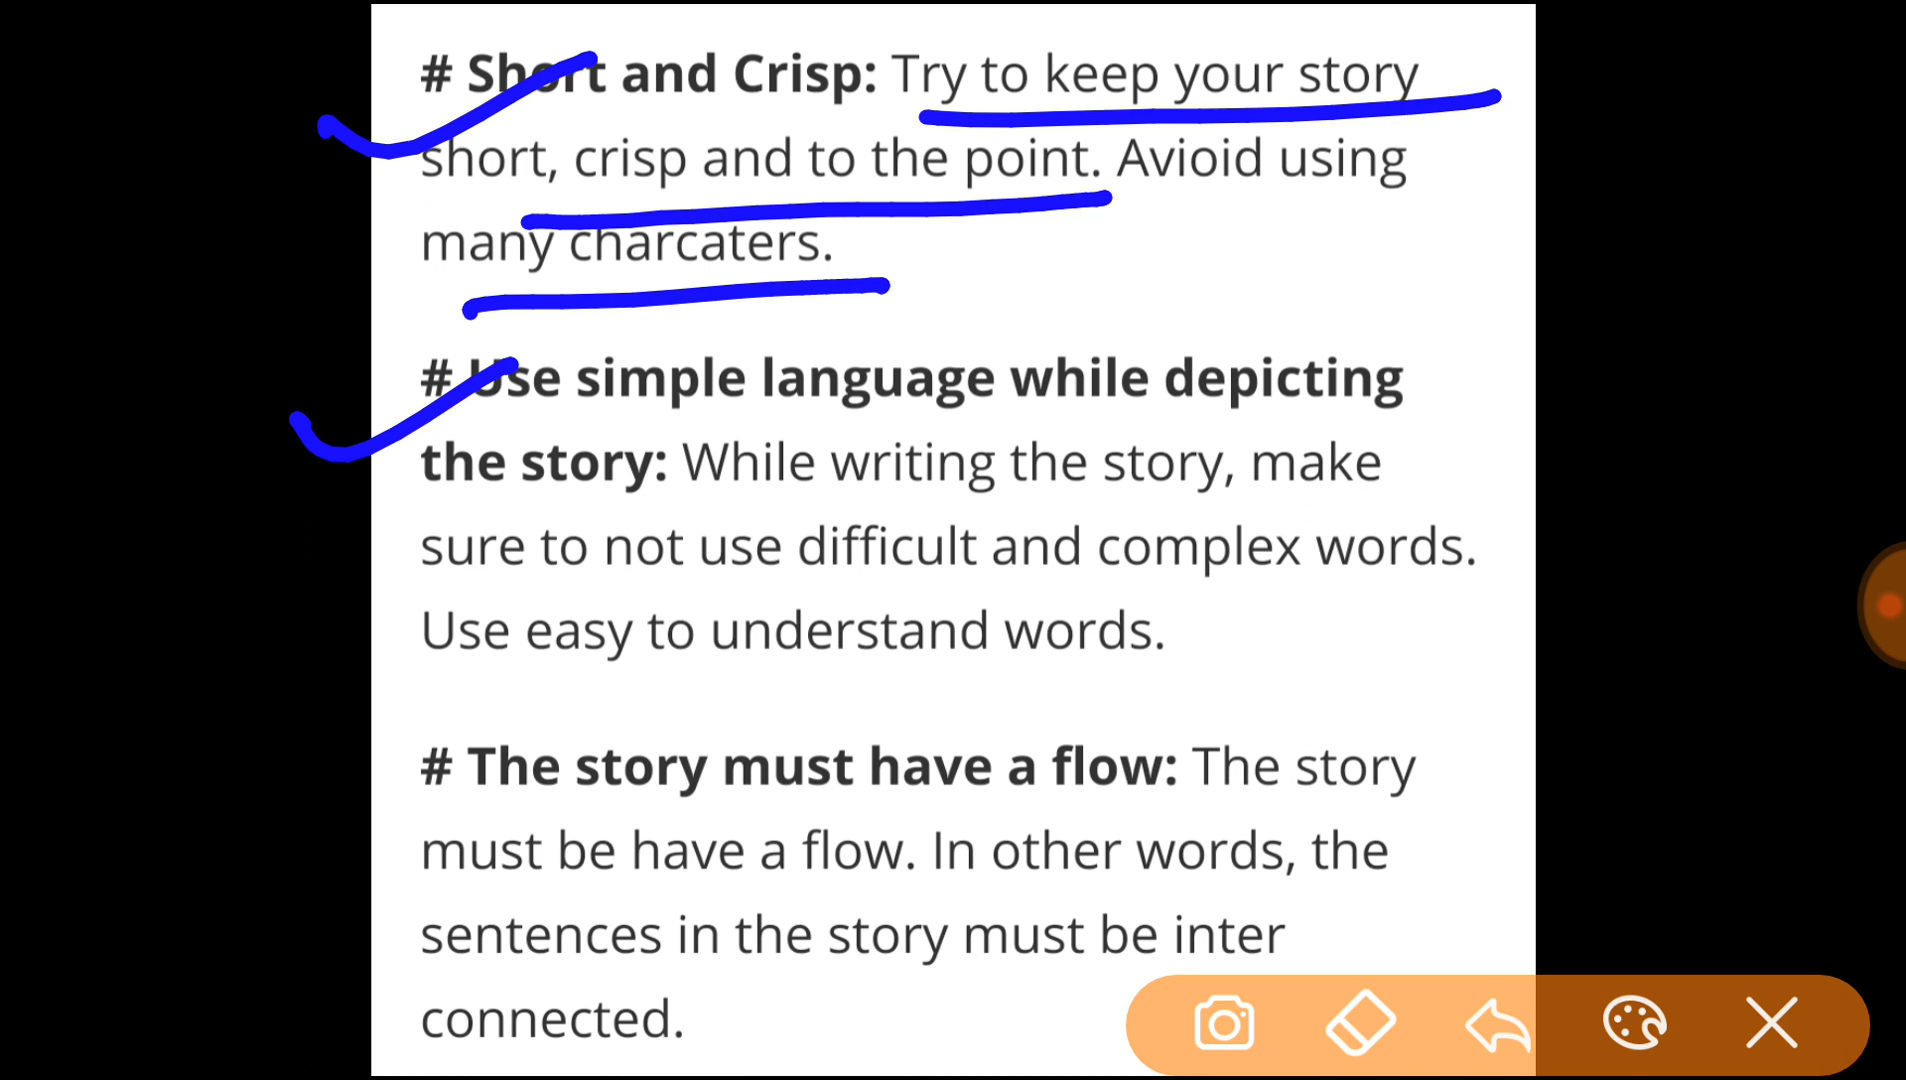 # Short and Crisp: Try to keep your story
short, crisp and to the point. Avioid using
many charcaters.
# Use simple language while depicting
the story: While writing the story, make
sure to not use difficult and complex words.
Use easy to understand words.
# The story must have a flow: The story
must be have a flow. In other words, the
sentences in the story must be inter
connected.